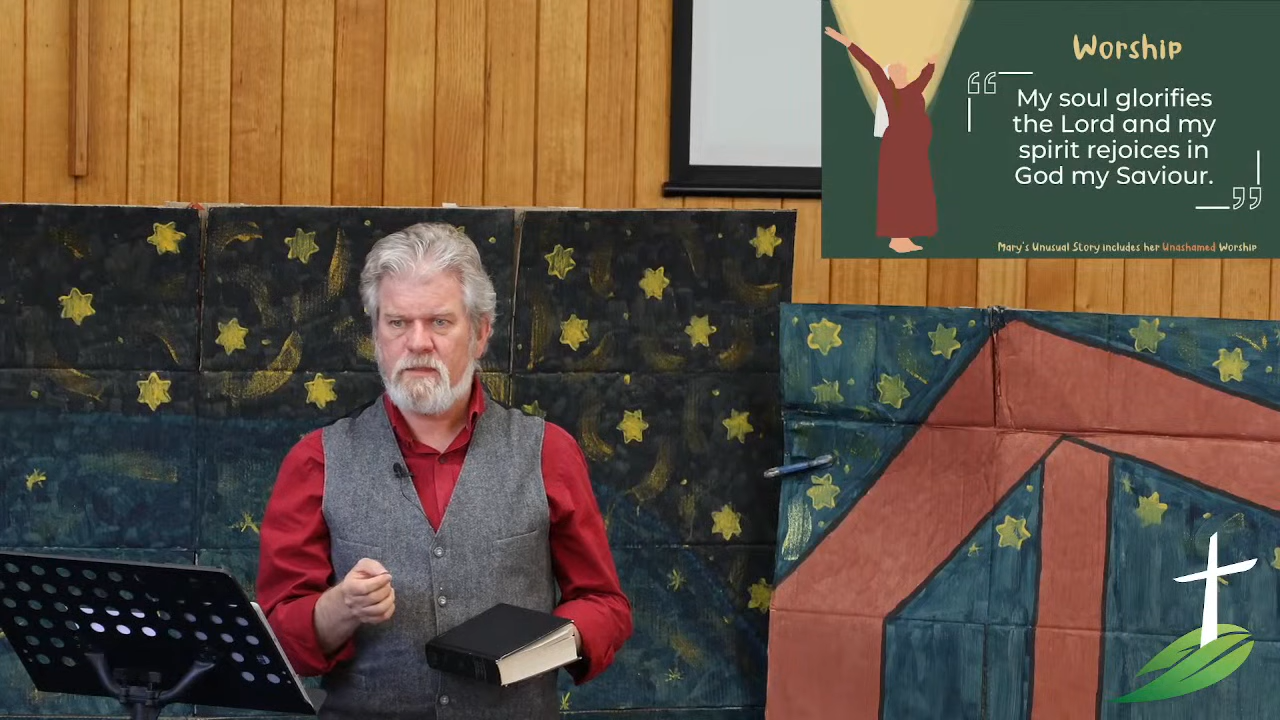 Worship
My soul glorifies
the Lord and my
spirit rejoices in
God my Saviour.
Mary's Unusual Story includes her Unashamed Worship